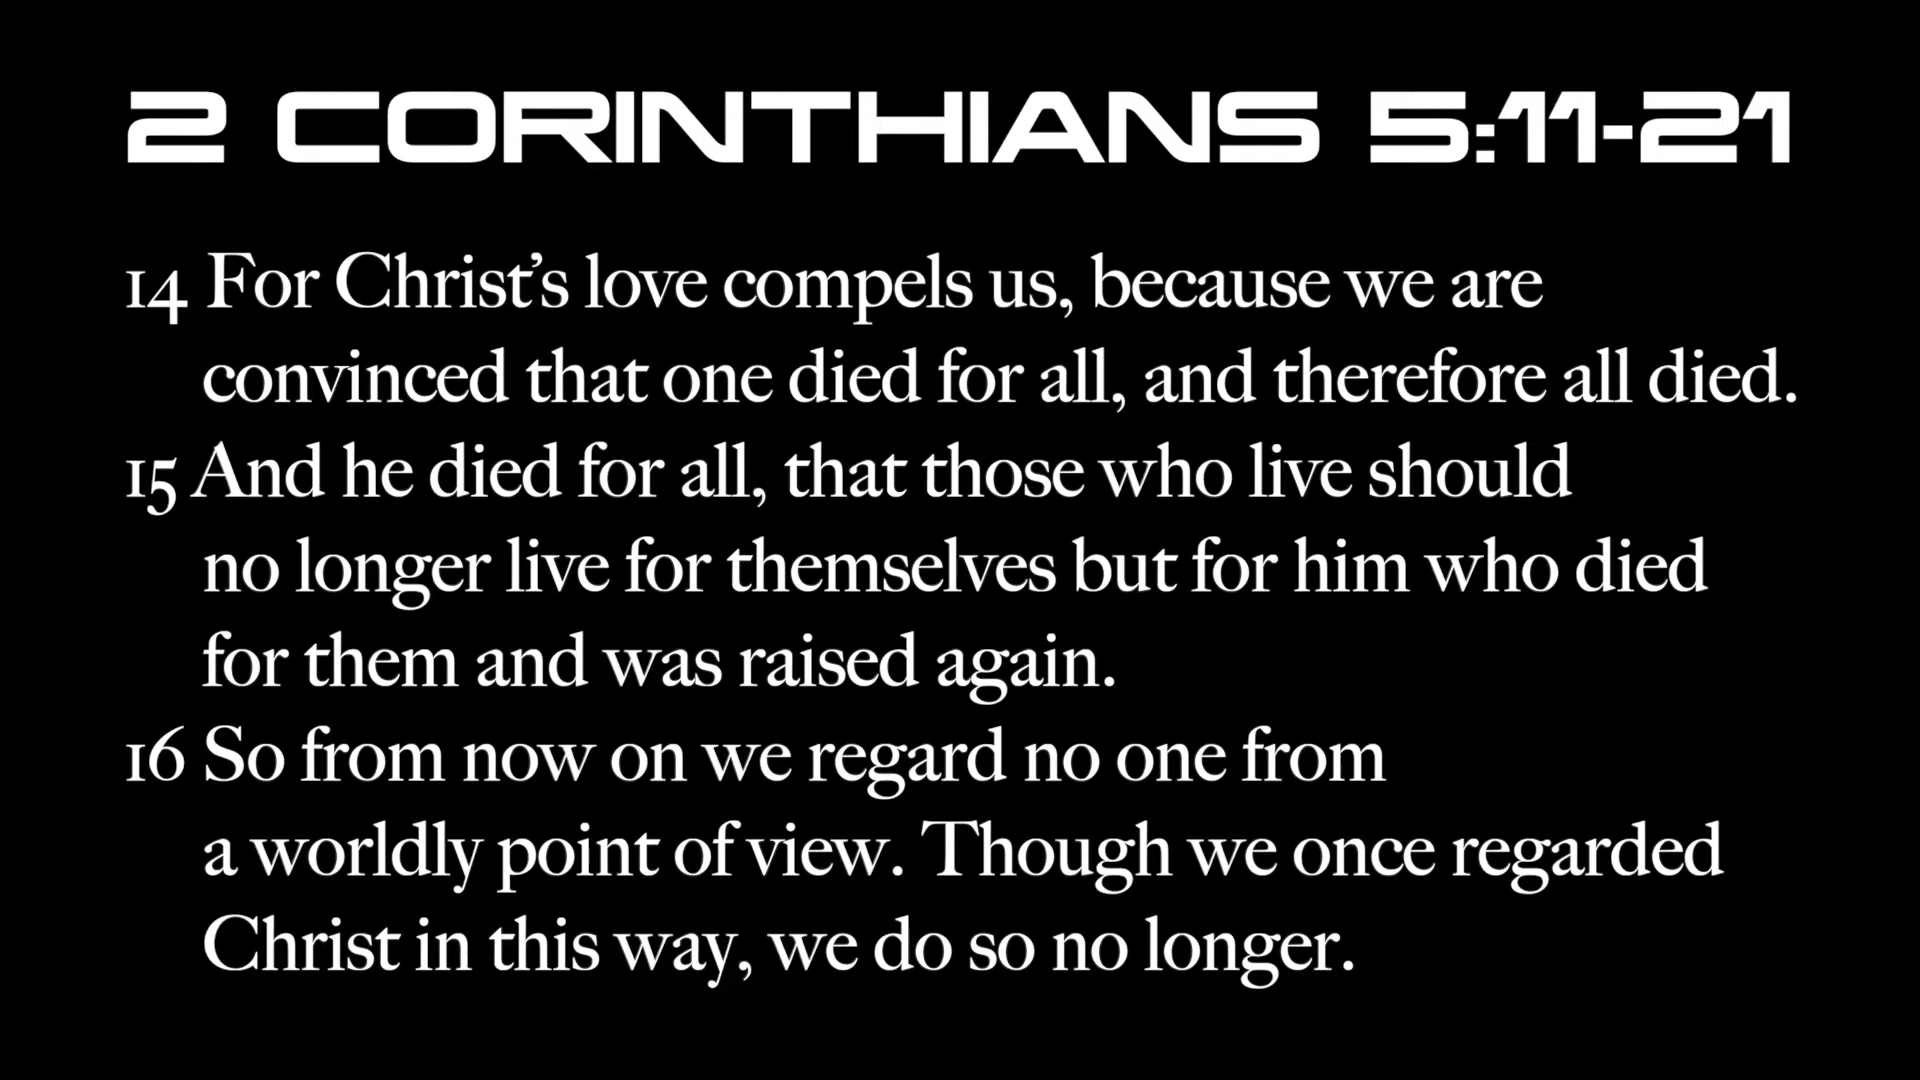 2 CORINTHIANS 5:11-21
14 For Christ’s love compels us, because we are
convinced that one died for all, and therefore all died.
15 And he died for all, that those who live should
no longer live for themselves but for him who died
for them and was raised again.
16 So from now on we regard no one from
a worldly point of view. Though we once regarded
Christ in this way, we do so no longer.